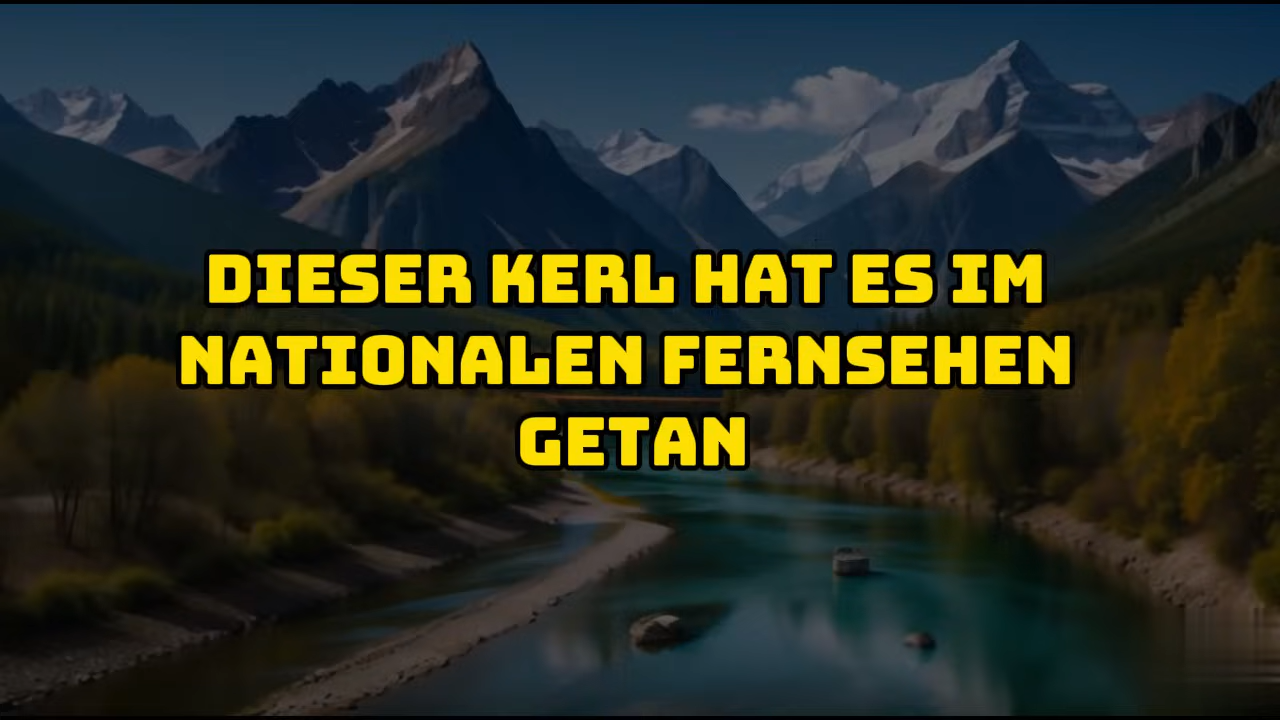 DIESER KERL HAT ES IM
NATIONALEN FERNSEHEN
GETAN